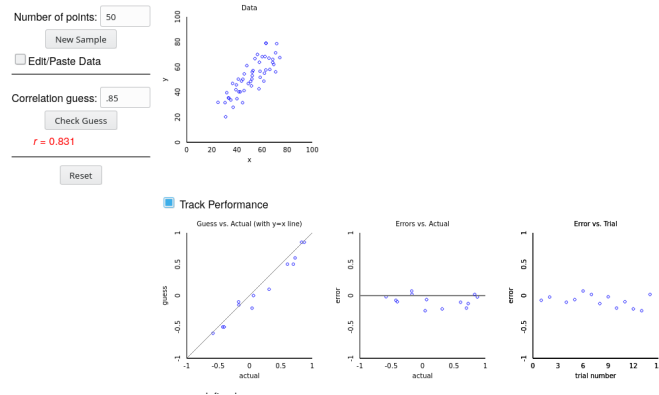 Number of points: 50
New Sample
Edit/Paste Data
Correlation guess: .85
Check Guess
r = 0.831
Reset
Data
100
80
60
40
20
0
y
0 25 40 60 80 100
x
Track Performance
Guess vs. Actual (with y=x line)
1
0.5
0
-0.5
-1
guess
-1 -0.5 0 0.5 1
actual
Errors vs. Actual
1
0.5
0
-0.5
-1
error
-1 -0.5 0 0.5 1
actual
Error vs. Trial
1
0.5
0
-0.5
-1
error
0 3 6 9 12 1
trial number